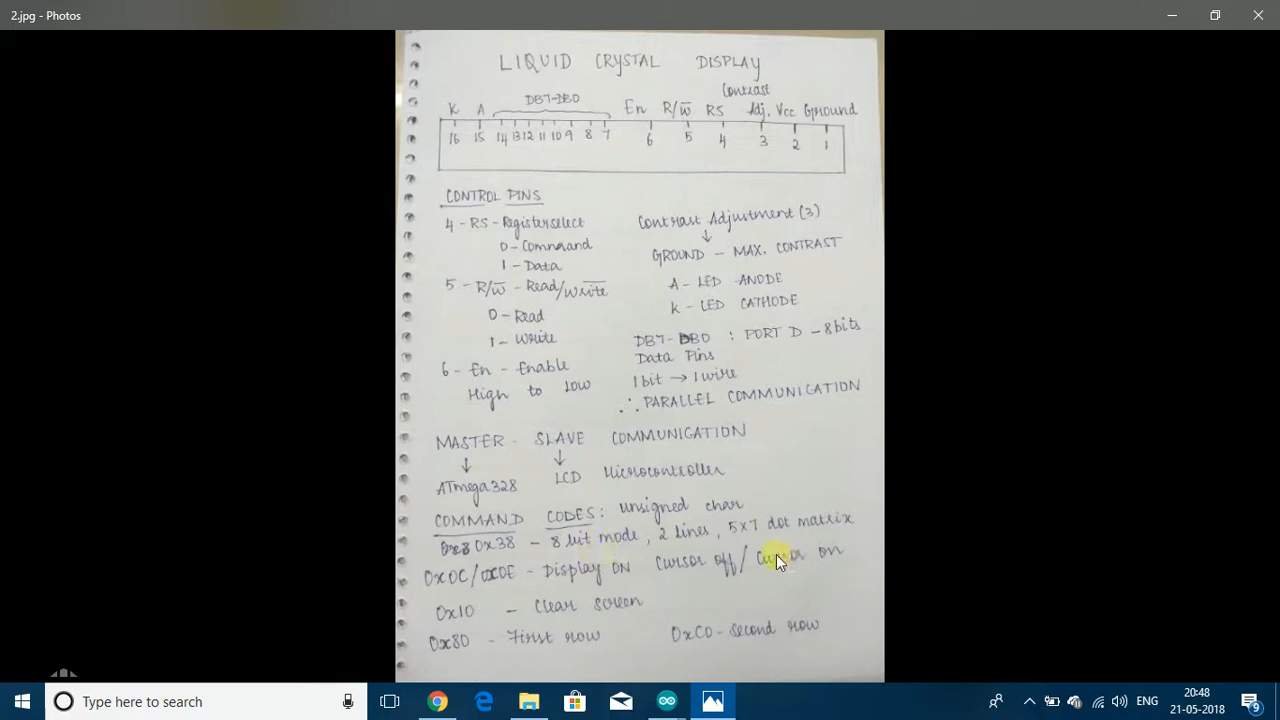 2.jpg - Photos
LIQUID CRYSTAL DISPLAY
K A DB7-DB0 En R/W̅ RS Contrast Adj. Vcc Ground
16 15 14 13 12 11 10 9 8 7 6 5 4 3 2 1
CONTROL PINS
4 - RS - Register select
0 - Command
1 - Data
5 - R/W̅ - Read/W̅r̅i̅t̅e̅
0 - Read
1 - Write
6 - En - Enable
High to Low
Contrast Adjustment (3)
↓
GROUND - MAX. CONTRAST
A - LED ANODE
K - LED CATHODE
DB7-DB0 : PORT D - 8bits
Data Pins
1 bit → 1 wire
∴ PARALLEL COMMUNICATION
MASTER - SLAVE COMMUNICATION
↓ ↓
ATmega328 LCD Microcontroller
COMMAND CODES : unsigned char
0x38 - 8 bit mode, 2 lines, 5x7 dot matrix
0x0C/0x0E - Display ON Cursor off/ Cursor on
0x10 - Clear screen
0x80 - First row 0xC0 - second row
Type here to search
ENG
20:48
21-05-2018
9